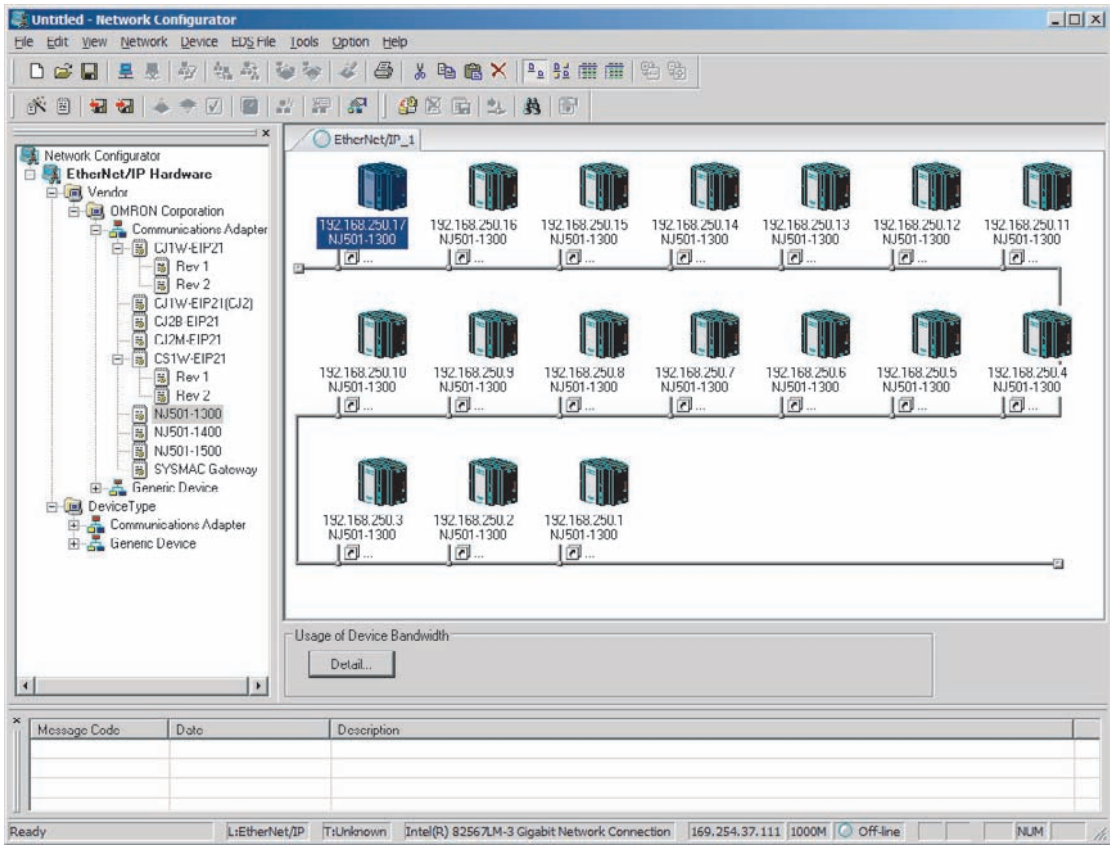 Untitled - Network Configurator
File Edit View Network Device EDS File Tools Option Help
EtherNet/IP_1
Network Configurator
EtherNet/IP Hardware
Vendor
OMRON Corporation
Communications Adapter
CJ1W-EIP21
Rev 1
Rev 2
CJ1W-EIP21(CJ2)
CJ2B-EIP21
CJ2M-EIP21
CS1W-EIP21
Rev 1
Rev 2
NJ501-1300
NJ501-1400
NJ501-1500
SYSMAC Gateway
Generic Device
DeviceType
Communications Adapter
Generic Device
192.168.250.17 192.168.250.16 192.168.250.15 192.168.250.14 192.168.250.13 192.168.250.12 192.168.250.11
NJ501-1300 NJ501-1300 NJ501-1300 NJ501-1300 NJ501-1300 NJ501-1300 NJ501-1300
... ... ... ... ... ... ...
192.168.250.10 192.168.250.9 192.168.250.8 192.168.250.7 192.168.250.6 192.168.250.5 192.168.250.4
NJ501-1300 NJ501-1300 NJ501-1300 NJ501-1300 NJ501-1300 NJ501-1300 NJ501-1300
... ... ... ... ... ... ...
192.168.250.3 192.168.250.2 192.168.250.1
NJ501-1300 NJ501-1300 NJ501-1300
... ... ...
Usage of Device Bandwidth
Detail...
Message Code Date Description
Ready L:EtherNet/IP T:Unknown Intel(R) 82567LM-3 Gigabit Network Connection 169.254.37.111 1000M Off-line NUM